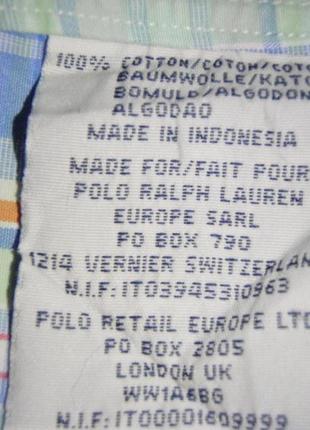 100% COTTON/COTON/COTO
BAUMWOLLE/KATO
BOMULD/ALGODON
ALGODAO
MADE IN INDONESIA
MADE FOR/FAIT POUR
POLO RALPH LAUREN
EUROPE SARL
PO BOX 790
1214 VERNIER SWITZERLAN
N.I.F:IT03945310963
POLO RETAIL EUROPE LTD
PO BOX 2805
LONDON UK
WW1A6BG
N.I.F:IT00001609999